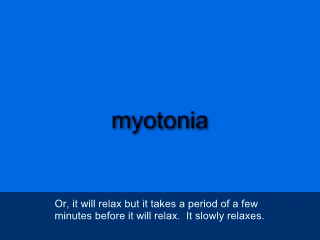 myotonia
Or, it will relax but it takes a period of a few
minutes before it will relax.  It slowly relaxes.